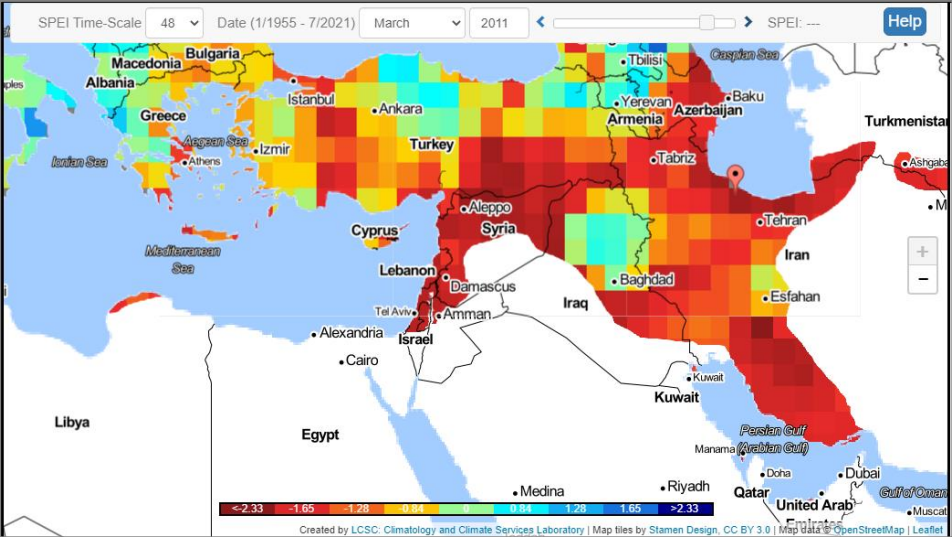 SPEI Time-Scale 48 Date (1/1955 - 7/2021) March 2011 SPEI: --- Help
Bulgaria
Macedonia
Albania
Tbilisi
Caspian Sea
Istanbul
Ankara
Yerevan
Baku
Azerbaijan
Greece
Armenia
Turkmenistan
Aegean Sea
Turkey
Izmir
Ionian Sea
Athens
Tabriz
Ashgaba
Aleppo
M
Cyprus
Syria
Tehran
Mediterranean
Sea
Iran
Lebanon
Baghdad
Damascus
Iraq
Esfahan
Tel Aviv
Amman
Alexandria
Israel
Cairo
Kuwait
Kuwait
Libya
Persian Gulf
(Arabian Gulf)
Egypt
Manama
Doha
Dubai
Medina
Riyadh
Qatar
Gulf of Oman
United Arab
Emirates
Muscat
<-2.33 -1.65 -1.28 -0.84 0 0.84 1.28 1.65 >2.33
Created by LCSC: Climatology and Climate Services Laboratory | Map tiles by Stamen Design, CC BY 3.0 | Map data © OpenStreetMap | Leaflet
+
−